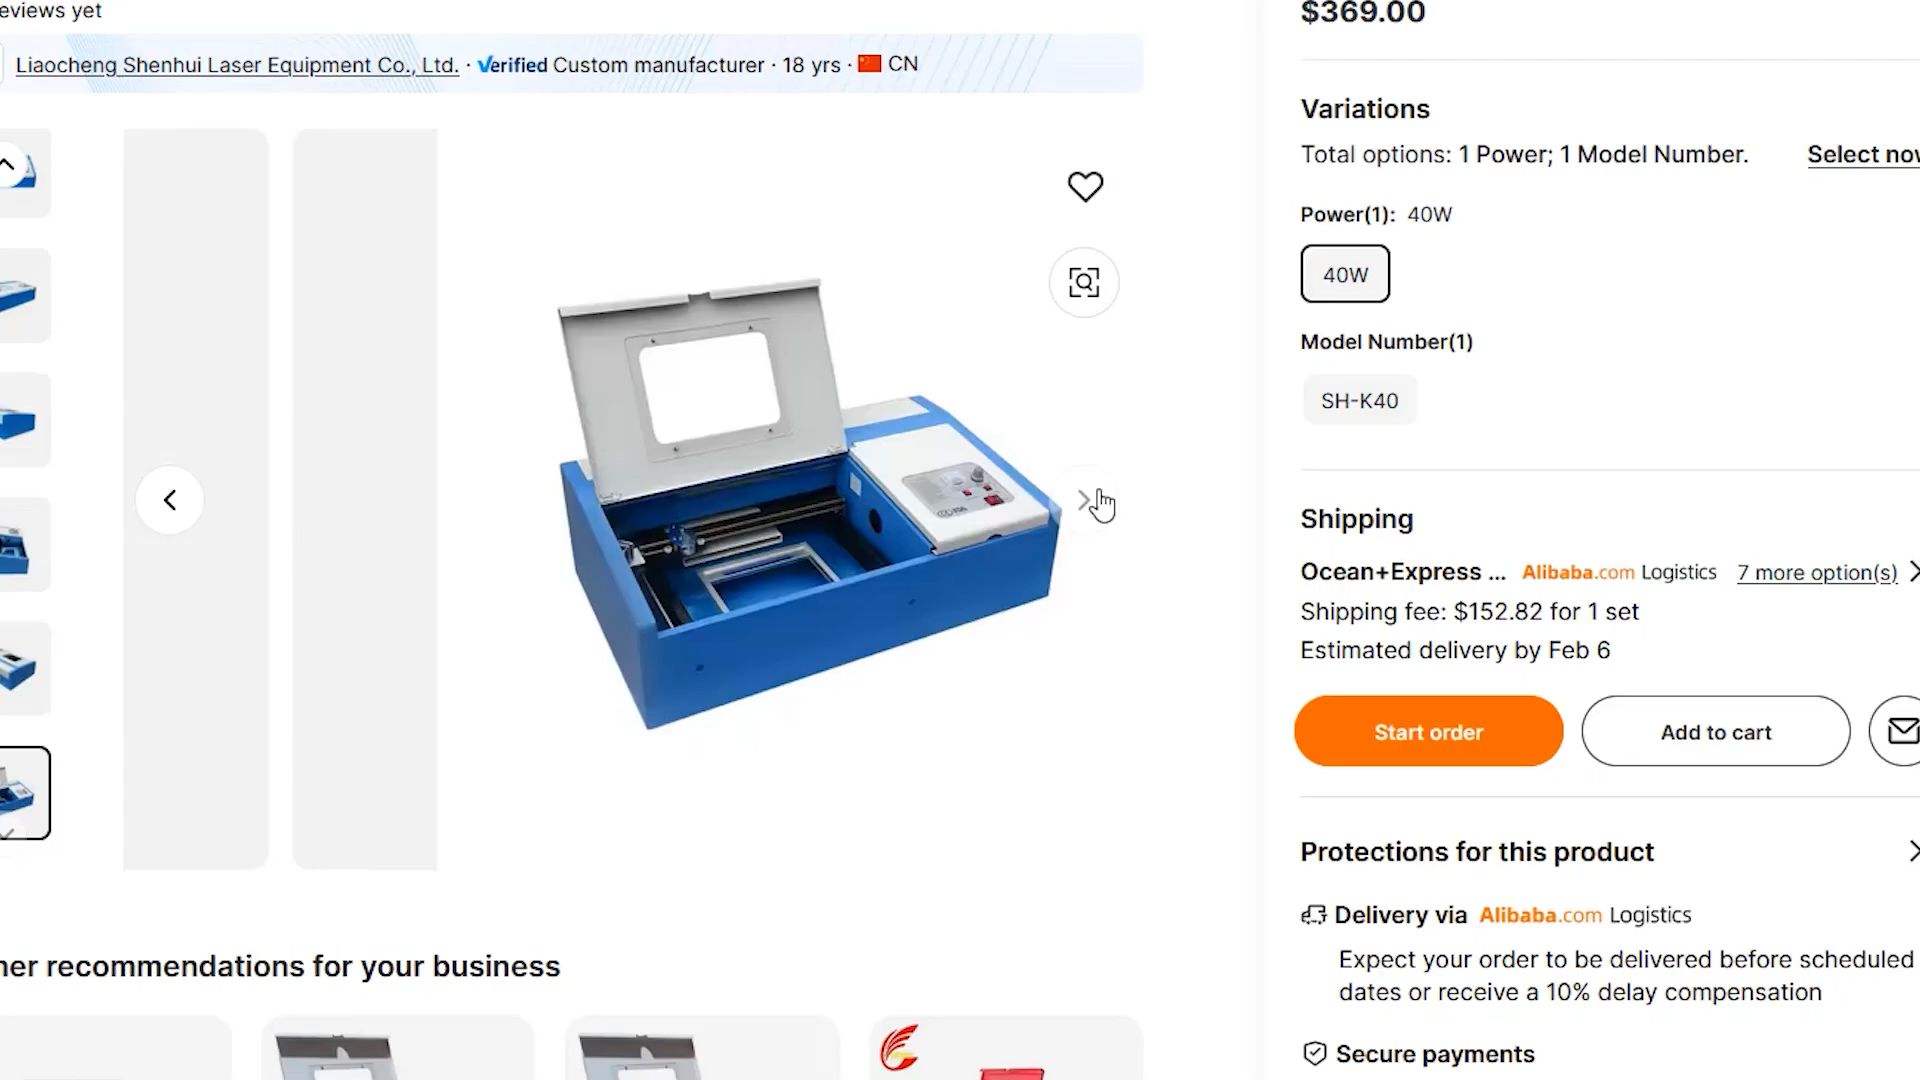 eviews yet
Liaocheng Shenhui Laser Equipment Co., Ltd. · Verified Custom manufacturer · 18 yrs · CN
$369.00
Variations
Total options: 1 Power; 1 Model Number. Select now
Power(1): 40W
40W
Model Number(1)
SH-K40
Shipping
Ocean+Express ... Alibaba.com Logistics 7 more option(s)
Shipping fee: $152.82 for 1 set
Estimated delivery by Feb 6
Start order
Add to cart
Protections for this product
Delivery via Alibaba.com Logistics
Expect your order to be delivered before scheduled
dates or receive a 10% delay compensation
Secure payments
her recommendations for your business